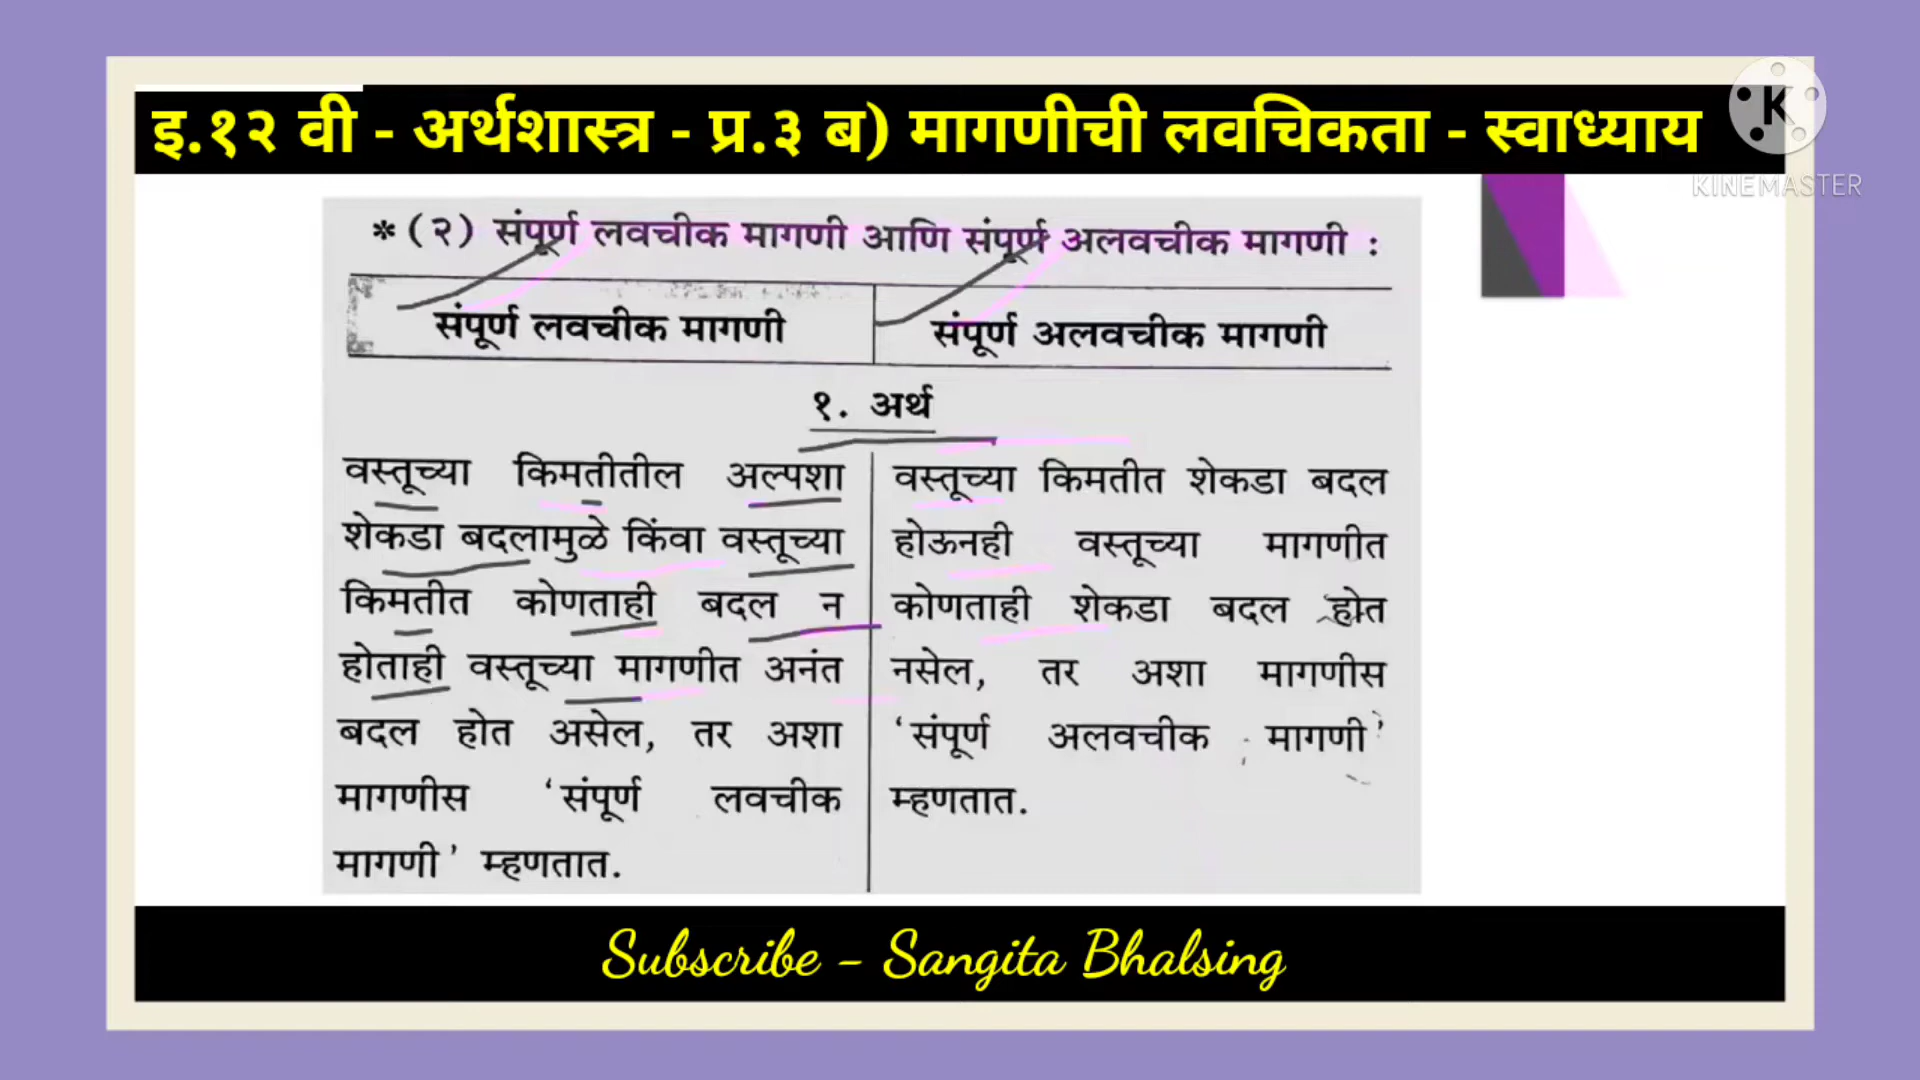 इ.१२ वी - अर्थशास्त्र - प्र.३ ब) मागणीची लवचिकता - स्वाध्याय
K
KINEMASTER
* (२) संपूर्ण लवचीक मागणी आणि संपूर्ण अलवचीक मागणी :
संपूर्ण लवचीक मागणी
संपूर्ण अलवचीक मागणी
१. अर्थ
वस्तूच्या किमतीतील अल्पशा
शेकडा बदलामुळे किंवा वस्तूच्या
किमतीत कोणताही बदल न
होताही वस्तूच्या मागणीत अनंत
बदल होत असेल, तर अशा
मागणीस ‘संपूर्ण लवचीक
मागणी’ म्हणतात.
वस्तूच्या किमतीत शेकडा बदल
होऊनही वस्तूच्या मागणीत
कोणताही शेकडा बदल होत
नसेल, तर अशा मागणीस
‘संपूर्ण अलवचीक मागणी’
म्हणतात.
Subscribe - Sangita Bhalsing